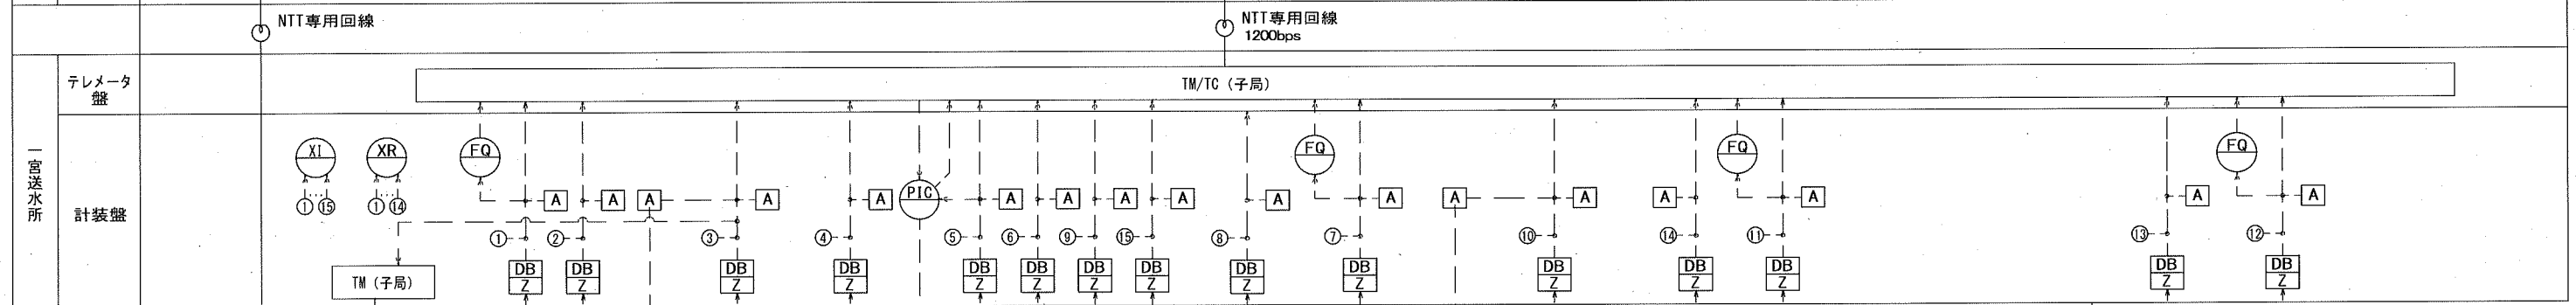 NTT専用回線
NTT専用回線
1200bps
テレメータ
盤
TM/TC (子局)
一宮送水所
計装盤
XI
XR
FQ
FQ
FQ
FQ
PIC
① ⑮
① ⑭
A A A A A A A A A A A A A A A A A A
① ② ③ ④ ⑤ ⑥ ⑨ ⑮ ⑧ ⑦ ⑩ ⑭ ⑪ ⑬ ⑫
TM (子局)
DB DB DB DB DB DB DB DB DB DB DB DB DB DB DB
Z Z Z Z Z Z Z Z Z Z Z Z Z Z Z